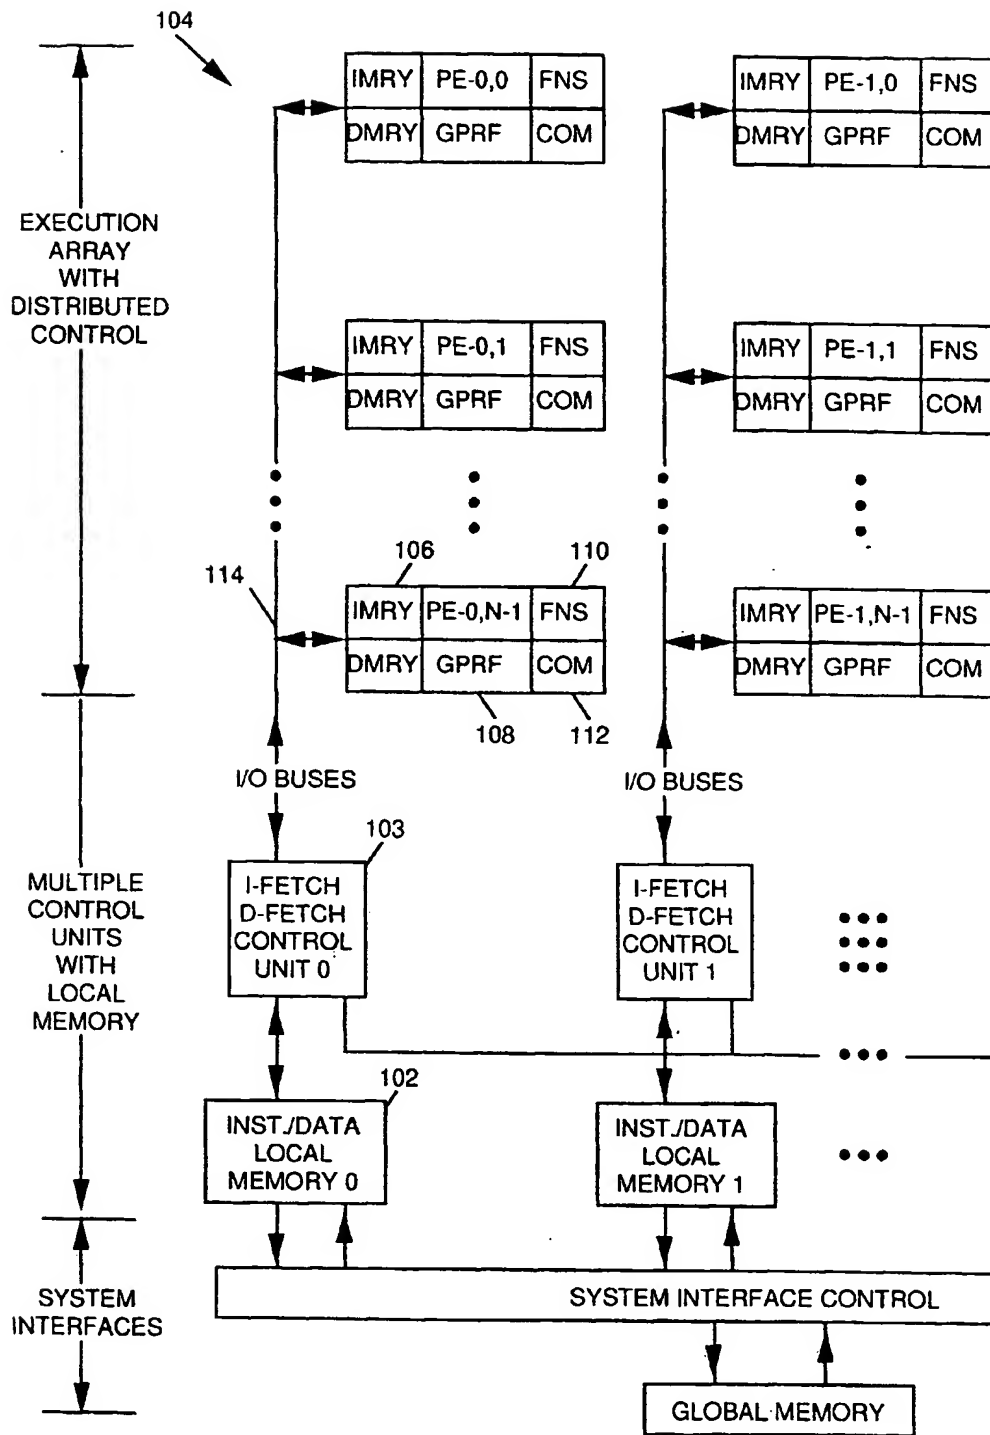 104
IMRY PE-0,0 FNS
DMRY GPRF COM
IMRY PE-1,0 FNS
DMRY GPRF COM
EXECUTION
ARRAY
WITH
DISTRIBUTED
CONTROL
IMRY PE-0,1 FNS
DMRY GPRF COM
IMRY PE-1,1 FNS
DMRY GPRF COM
106
110
114
IMRY PE-0,N-1 FNS
DMRY GPRF COM
108
112
IMRY PE-1,N-1 FNS
DMRY GPRF COM
I/O BUSES
I/O BUSES
103
MULTIPLE
CONTROL
UNITS
WITH
LOCAL
MEMORY
I-FETCH
D-FETCH
CONTROL
UNIT 0
I-FETCH
D-FETCH
CONTROL
UNIT 1
102
INST./DATA
LOCAL
MEMORY 0
INST./DATA
LOCAL
MEMORY 1
SYSTEM
INTERFACES
SYSTEM INTERFACE CONTROL
GLOBAL MEMORY